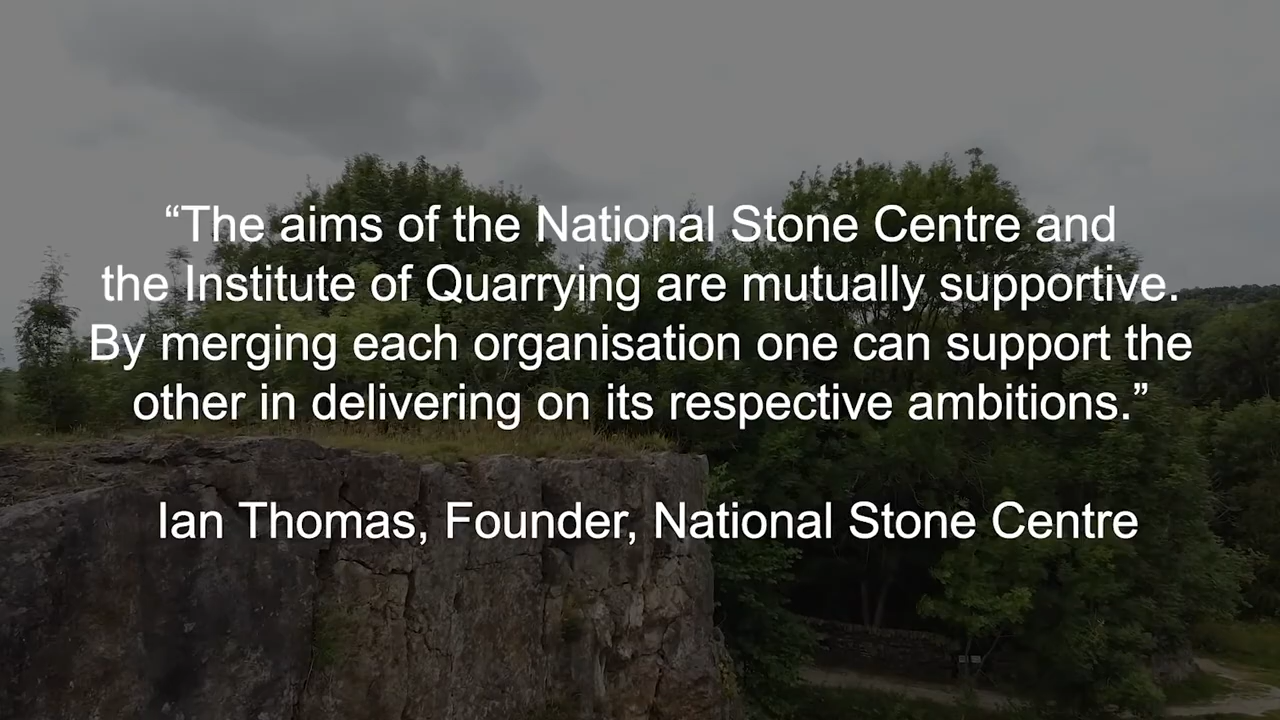 “The aims of the National Stone Centre and
the Institute of Quarrying are mutually supportive.
By merging each organisation one can support the
other in delivering on its respective ambitions.”
Ian Thomas, Founder, National Stone Centre